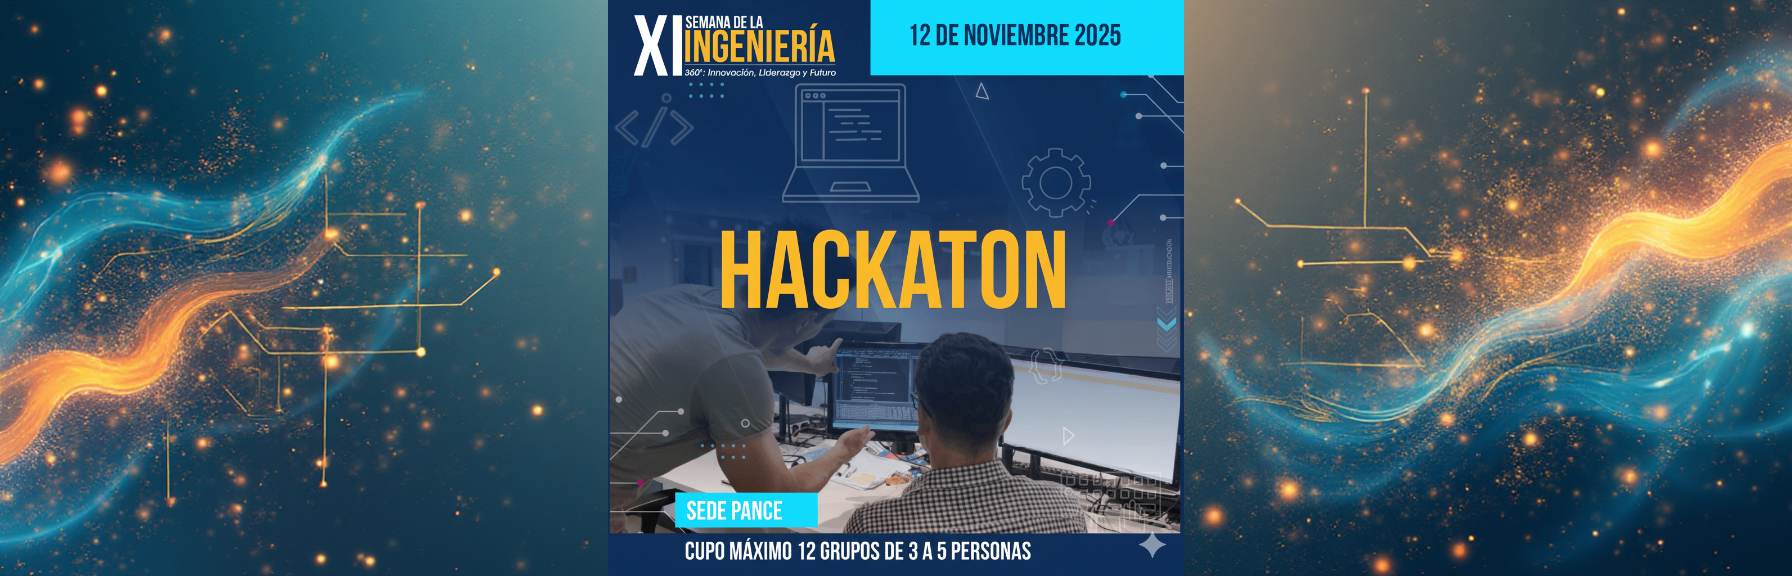 XI SEMANA DE LA
INGENIERÍA
360°: Innovación, Liderazgo y Futuro
12 DE NOVIEMBRE 2025
HACKATON
SEDE PANCE
CUPO MÁXIMO 12 GRUPOS DE 3 A 5 PERSONAS